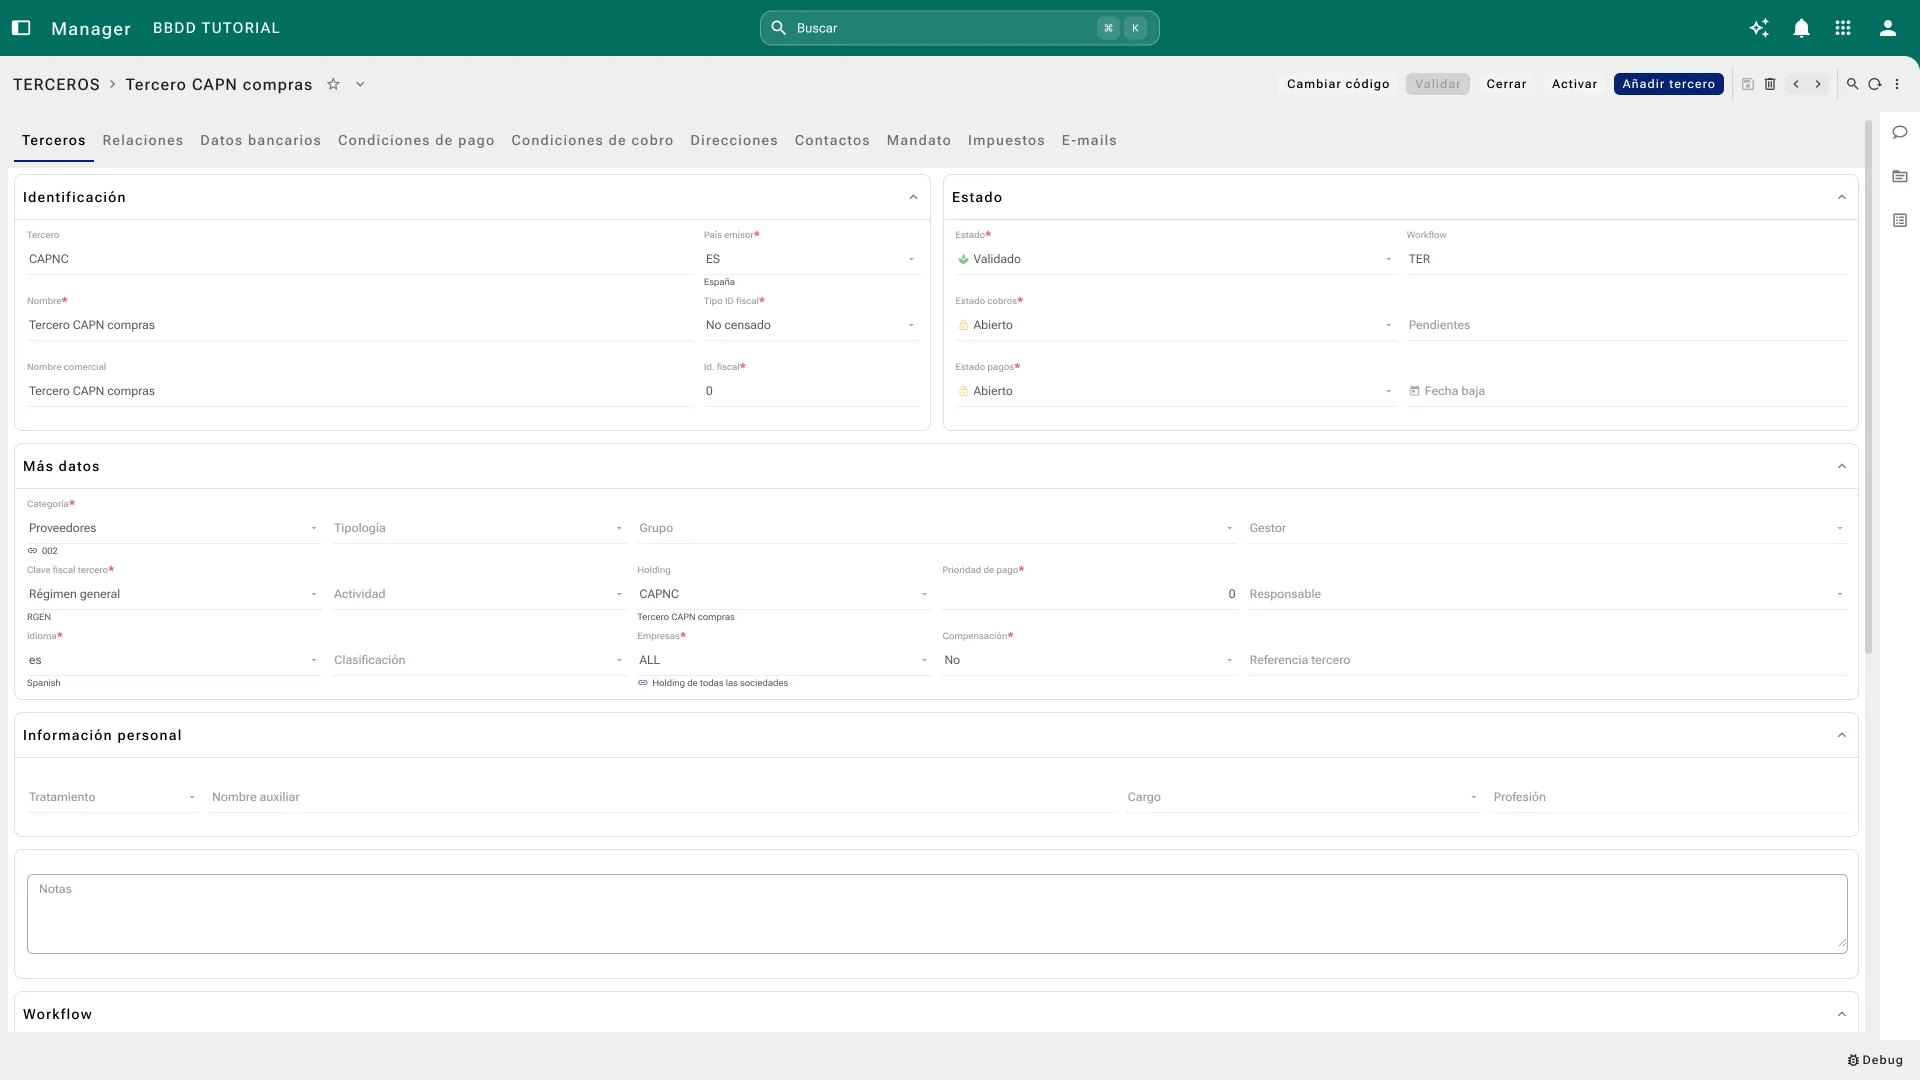 Manager BBDD TUTORIAL Buscar ⌘ K
TERCEROS > Tercero CAPN compras Cambiar código Validar Cerrar Activar Añadir tercero
Terceros Relaciones Datos bancarios Condiciones de pago Condiciones de cobro Direcciones Contactos Mandato Impuestos E-mails
Identificación
Tercero País emisor*
CAPNC ES
España
Nombre* Tipo ID fiscal*
Tercero CAPN compras No censado
Nombre comercial Id. fiscal*
Tercero CAPN compras 0
Estado
Estado* Workflow
Validado TER
Estado cobros*
Abierto Pendientes
Estado pagos*
Abierto Fecha baja
Más datos
Categoría*
Proveedores Tipología Grupo Gestor
002
Clave fiscal tercero* Holding Prioridad de pago*
Régimen general Actividad CAPNC 0 Responsable
RGEN Tercero CAPN compras
Idioma* Empresas* Compensación*
es Clasificación ALL No Referencia tercero
Spanish Holding de todas las sociedades
Información personal
Tratamiento Nombre auxiliar Cargo Profesión
Notas
Workflow
Debug